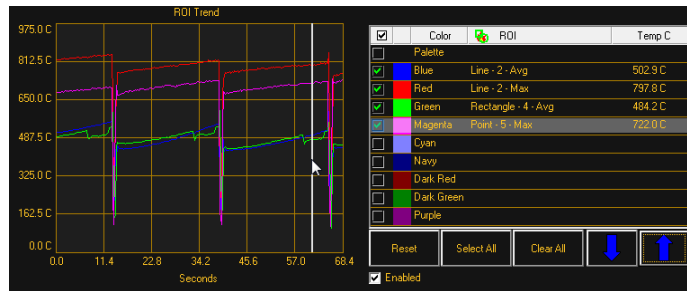 ROI Trend
975.0 C
812.5 C
650.0 C
487.5 C
325.0 C
162.5 C
0.0 C
0.0 11.4 22.8 34.2 45.6 57.0 68.4
Seconds
Color ROI Temp C
Palette
Blue Line - 2 - Avg 502.9 C
Red Line - 2 - Max 797.8 C
Green Rectangle - 4 - Avg 484.2 C
Magenta Point - 5 - Max 722.0 C
Cyan
Navy
Dark Red
Dark Green
Purple
Reset Select All Clear All
Enabled